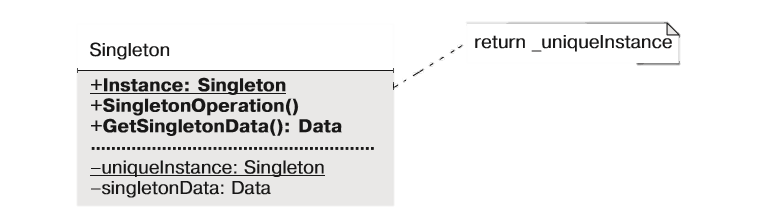 Singleton
return _uniqueInstance
+Instance: Singleton
+SingletonOperation()
+GetSingletonData(): Data
–uniqueInstance: Singleton
–singletonData: Data